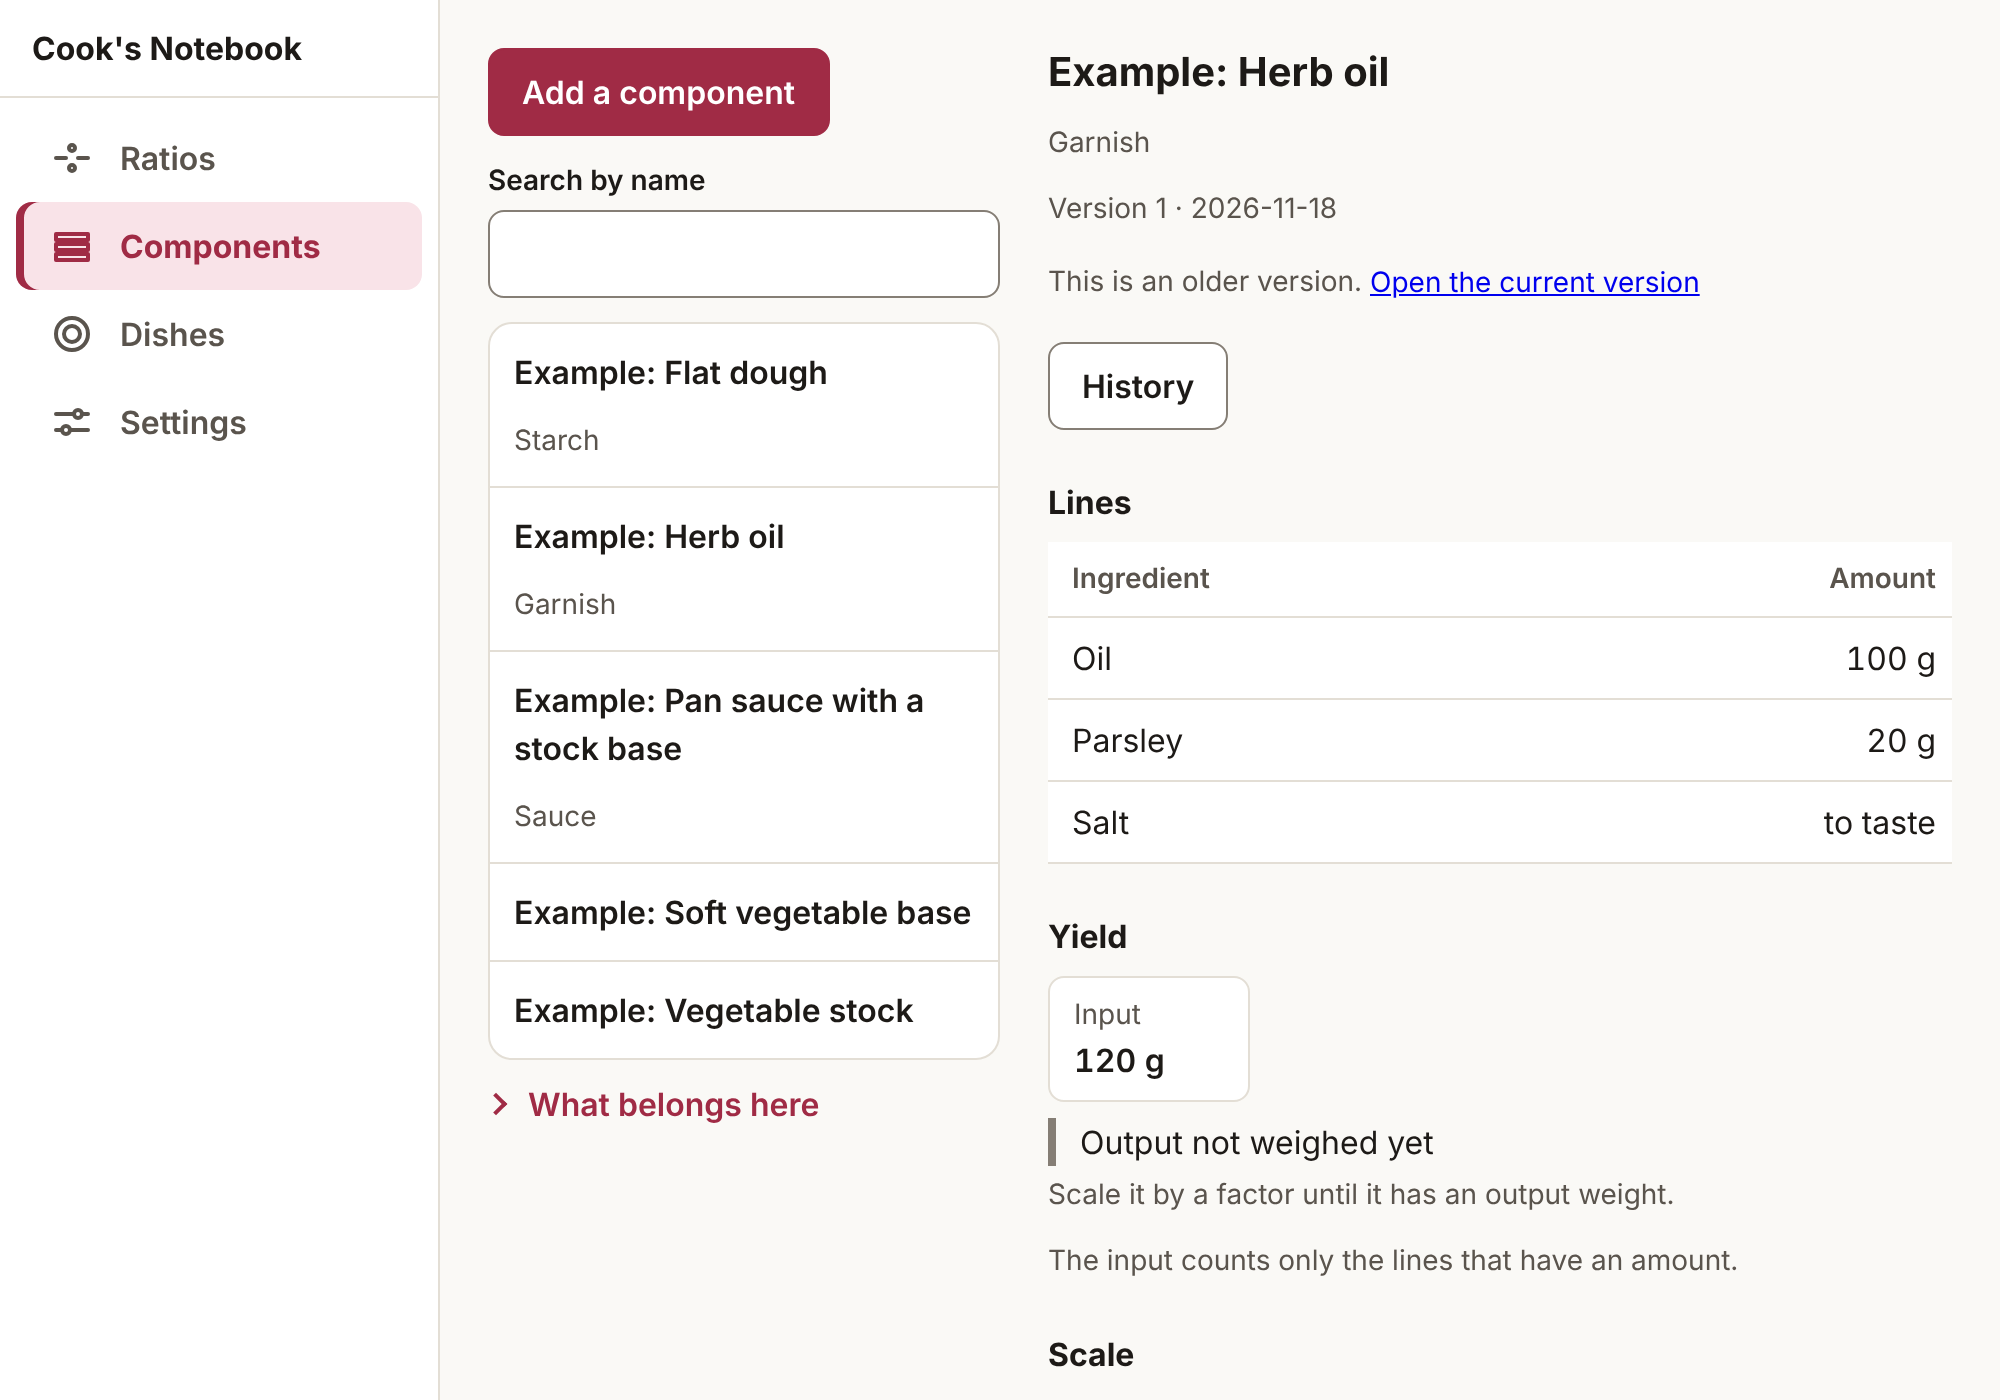 Cook's Notebook
Ratios
Components
Dishes
Settings
Add a component
Search by name
Example: Flat dough
Starch
Example: Herb oil
Garnish
Example: Pan sauce with a
stock base
Sauce
Example: Soft vegetable base
Example: Vegetable stock
What belongs here
Example: Herb oil
Garnish
Version 1 · 2026-11-18
This is an older version. Open the current version
History
Lines
Ingredient Amount
Oil 100 g
Parsley 20 g
Salt to taste
Yield
Input
120 g
Output not weighed yet
Scale it by a factor until it has an output weight.
The input counts only the lines that have an amount.
Scale